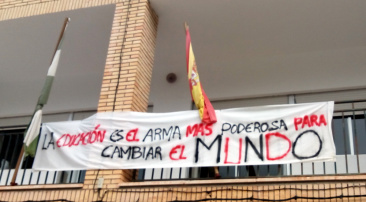 LA EDUCACIÓN ES EL ARMA MÁS PODEROSA PARA
CAMBIAR EL MUNDO